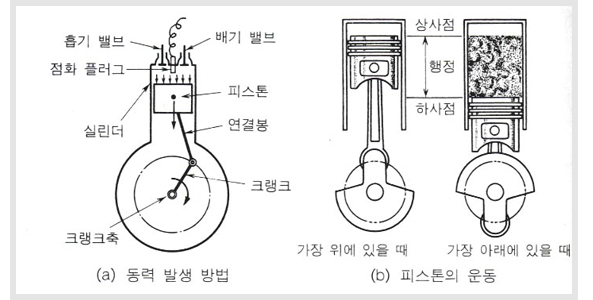 흡기 밸브
배기 밸브
점화 플러그
피스톤
실린더
연결봉
크랭크
크랭크축
(a) 동력 발생 방법
상사점
행정
하사점
가장 위에 있을 때
가장 아래에 있을 때
(b) 피스톤의 운동